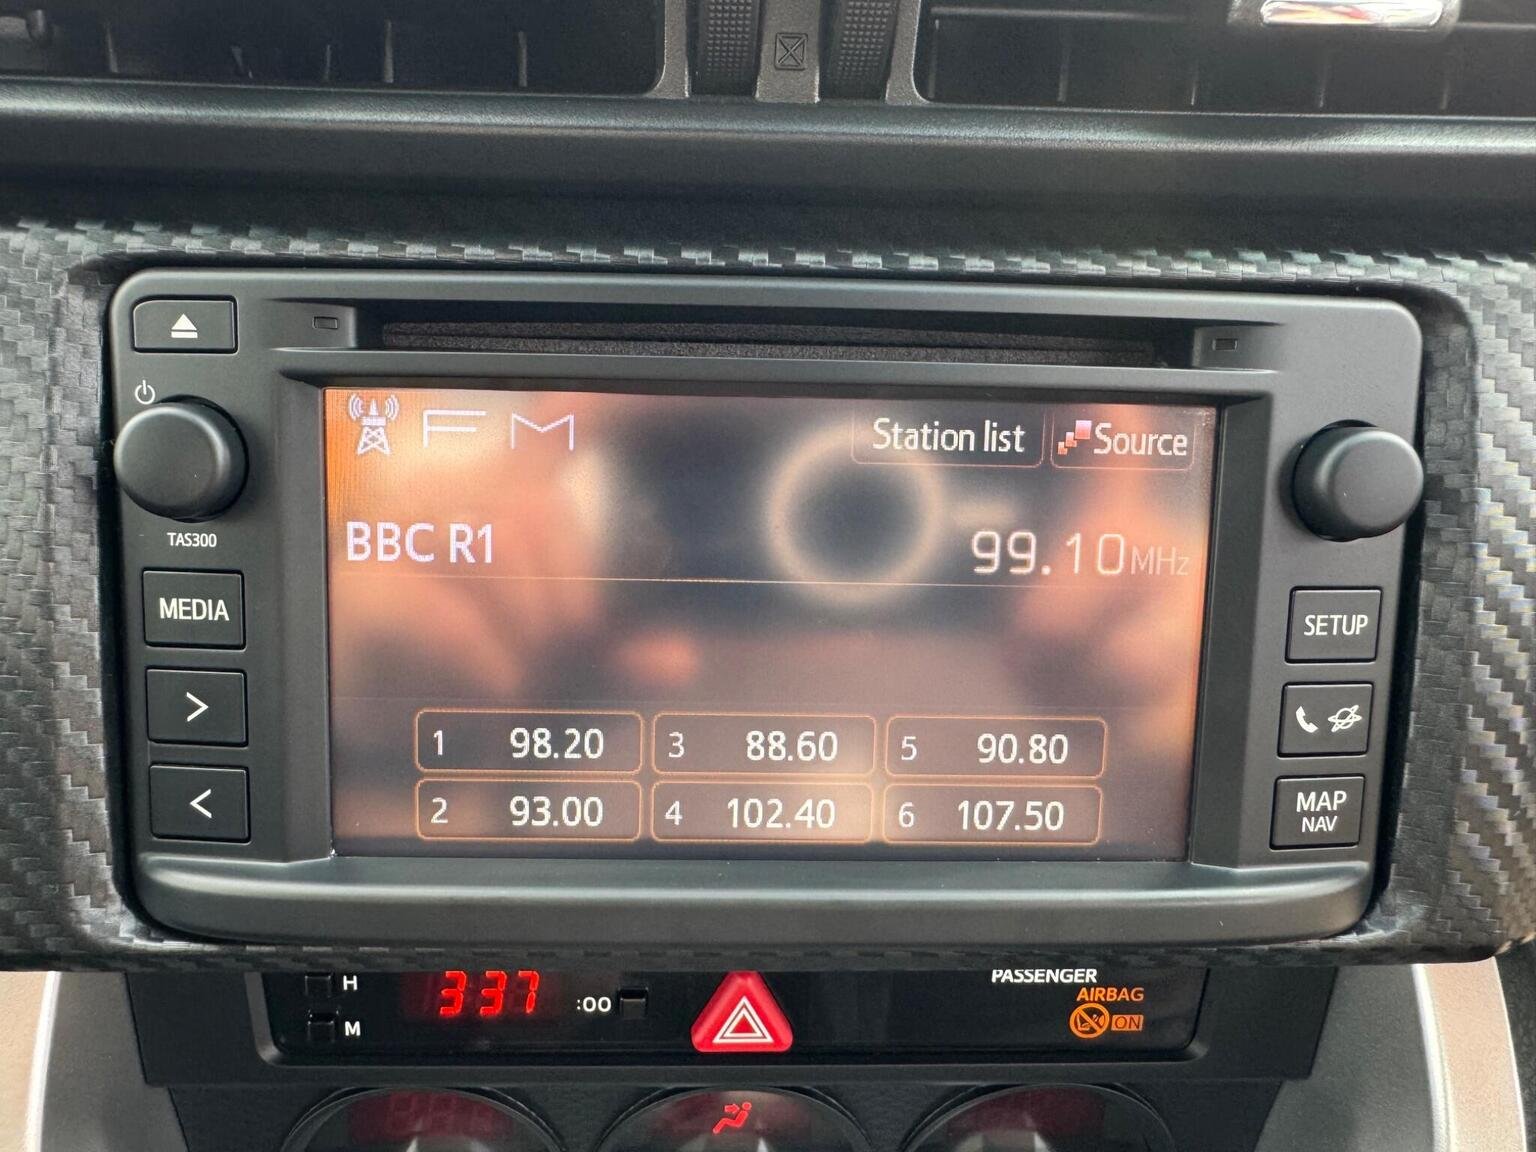 FM
Station list
Source
BBC R1
99.10MHz
TAS300
MEDIA
SETUP
1 98.20
3 88.60
5 90.80
2 93.00
4 102.40
6 107.50
MAP
NAV
H
337
:00
M
PASSENGER
AIRBAG
ON